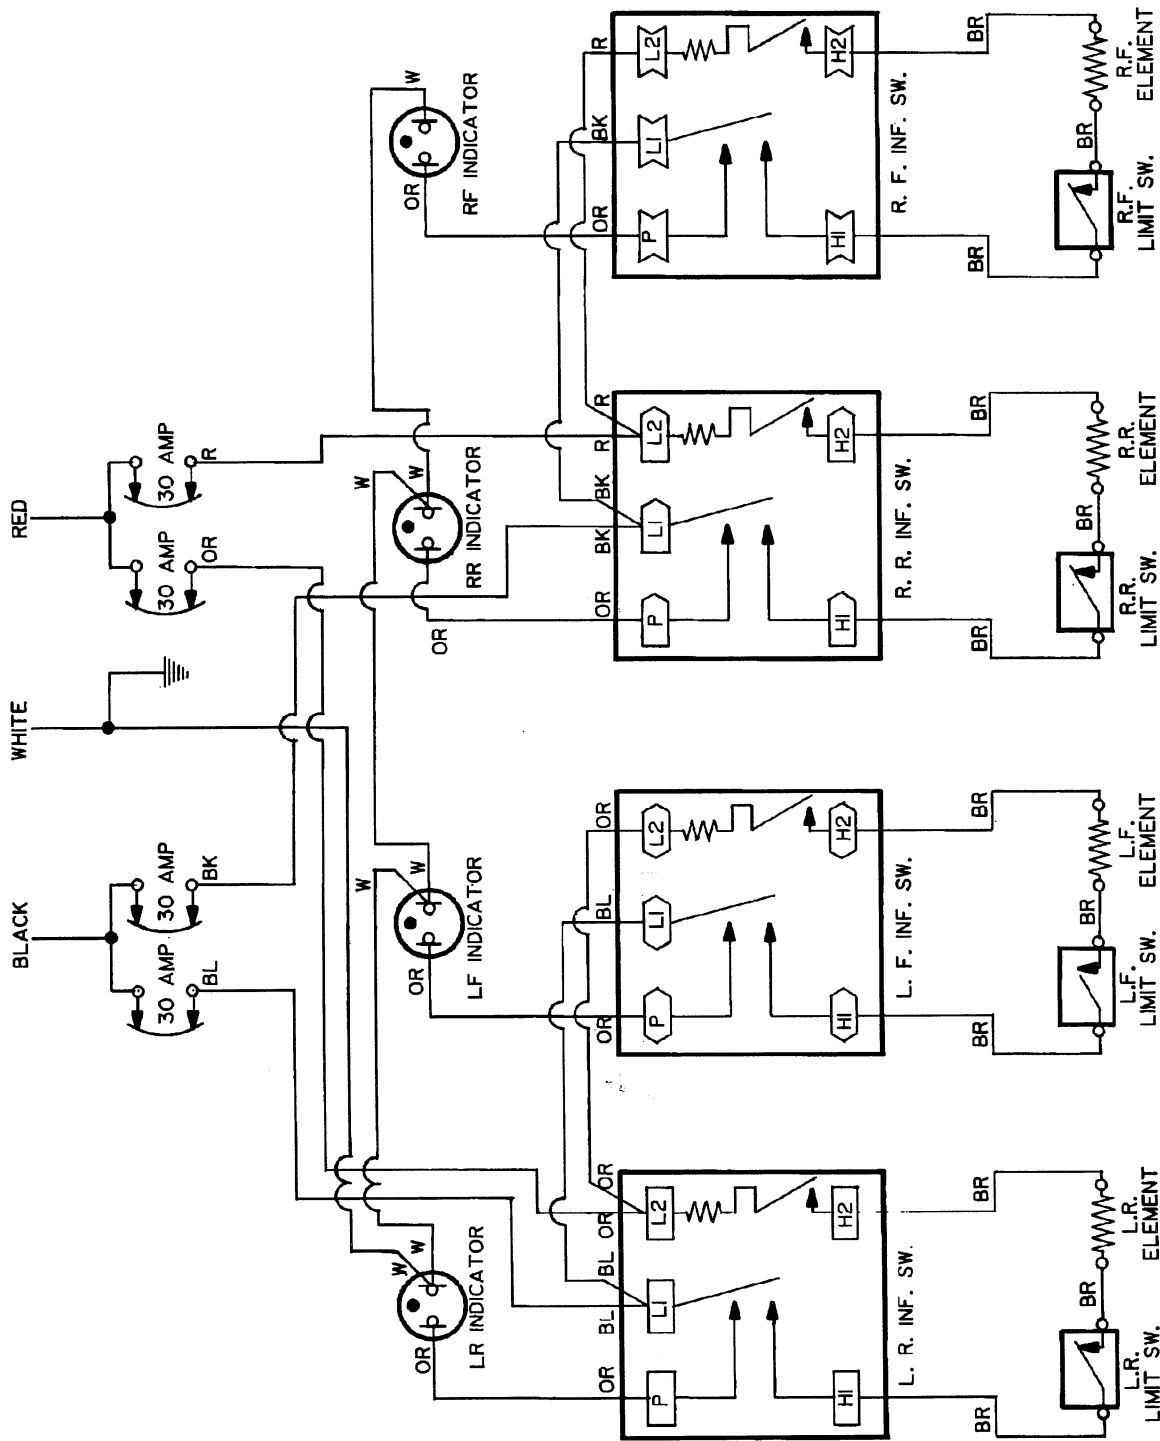 BLACK
WHITE
RED
30 AMP
30 AMP
30 AMP
30 AMP
BL
BK
OR
R
W
W
W
W
W
W
W
OR
OR
OR
OR
LR INDICATOR
LF INDICATOR
RR INDICATOR
RF INDICATOR
OR
BL
BL
OR
OR
OR
BL
OR
OR
BK
BK
R
R
OR
BK
R
P
L1
L2
P
L1
L2
P
L1
L2
P
L1
L2
H1
H2
H1
H2
H1
H2
H1
H2
L. R. INF. SW.
L. F. INF. SW.
R. R. INF. SW.
R. F. INF. SW.
BR
BR
BR
BR
BR
BR
BR
BR
BR
BR
BR
BR
L.R.
LIMIT SW.
L.R.
ELEMENT
L.F.
LIMIT SW.
L.F.
ELEMENT
R.R.
LIMIT SW.
R.R.
ELEMENT
R.F.
LIMIT SW.
R.F.
ELEMENT